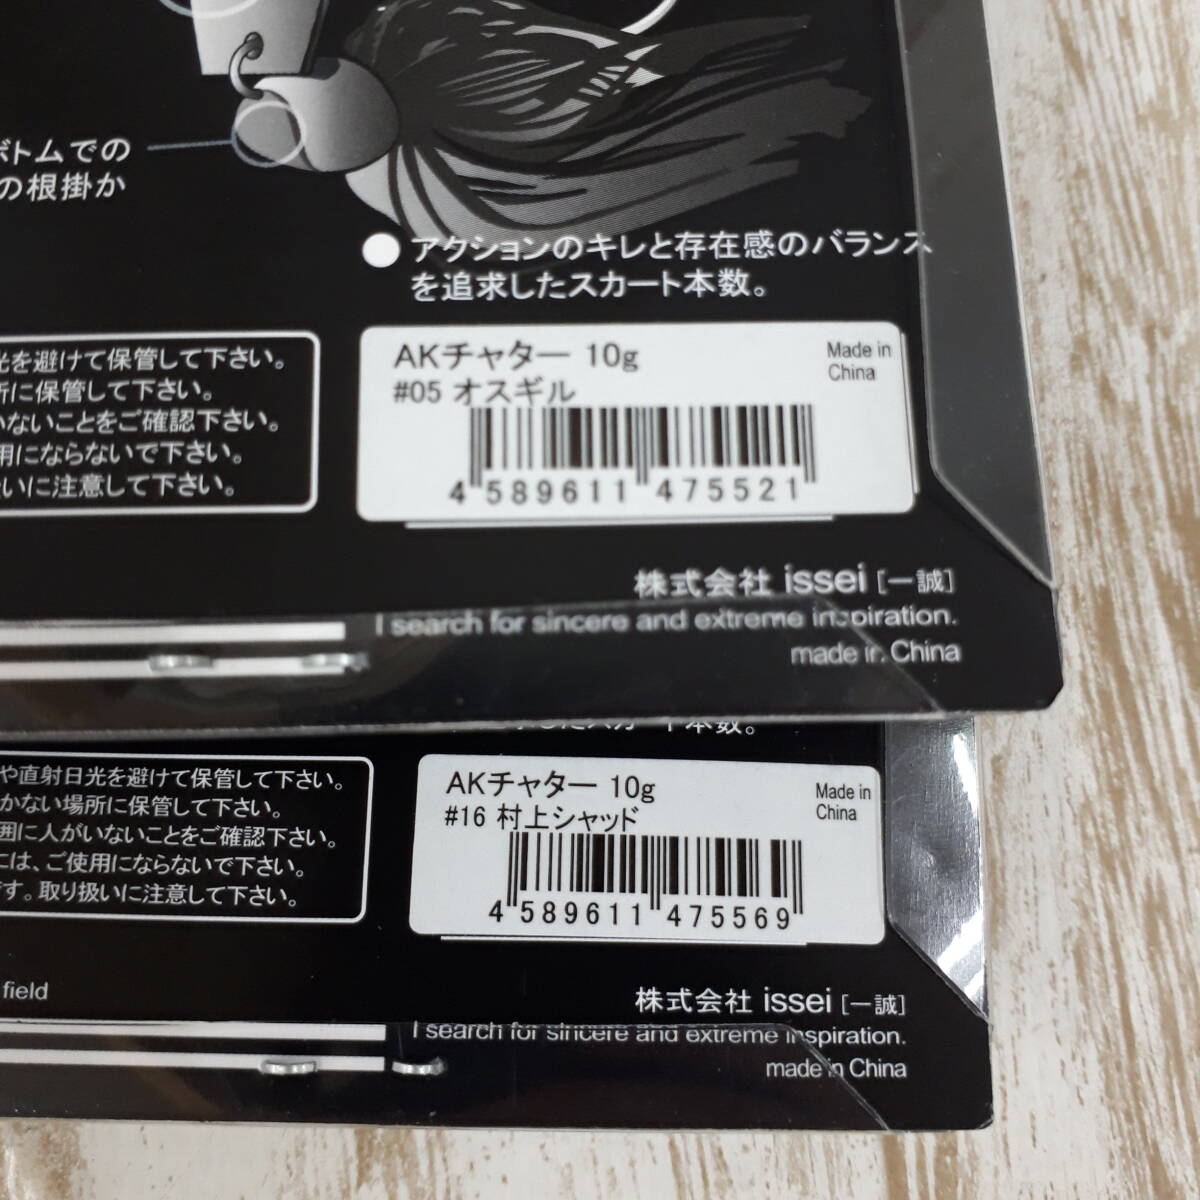 ボトムでの
の根掛か
●アクションのキレと存在感のバランス
を追求したスカート本数。
光を避けて保管して下さい。
所に保管して下さい。
いないことをご確認下さい。
用にならないで下さい。
扱いに注意して下さい。
AKチャター 10g
#05 オスギル
Made in
China
4 589611 475521
株式会社 issei [一誠]
I search for sincere and extreme inspiration.
made in China
したスカート本数。
や直射日光を避けて保管して下さい。
かない場所に保管して下さい。
囲に人がいないことをご確認下さい。
には、ご使用にならないで下さい。
す。取り扱いに注意して下さい。
AKチャター 10g
#16 村上シャッド
Made in
China
4 589611 475569
field
株式会社 issei [一誠]
I search for sincere and extreme inspiration.
made in China